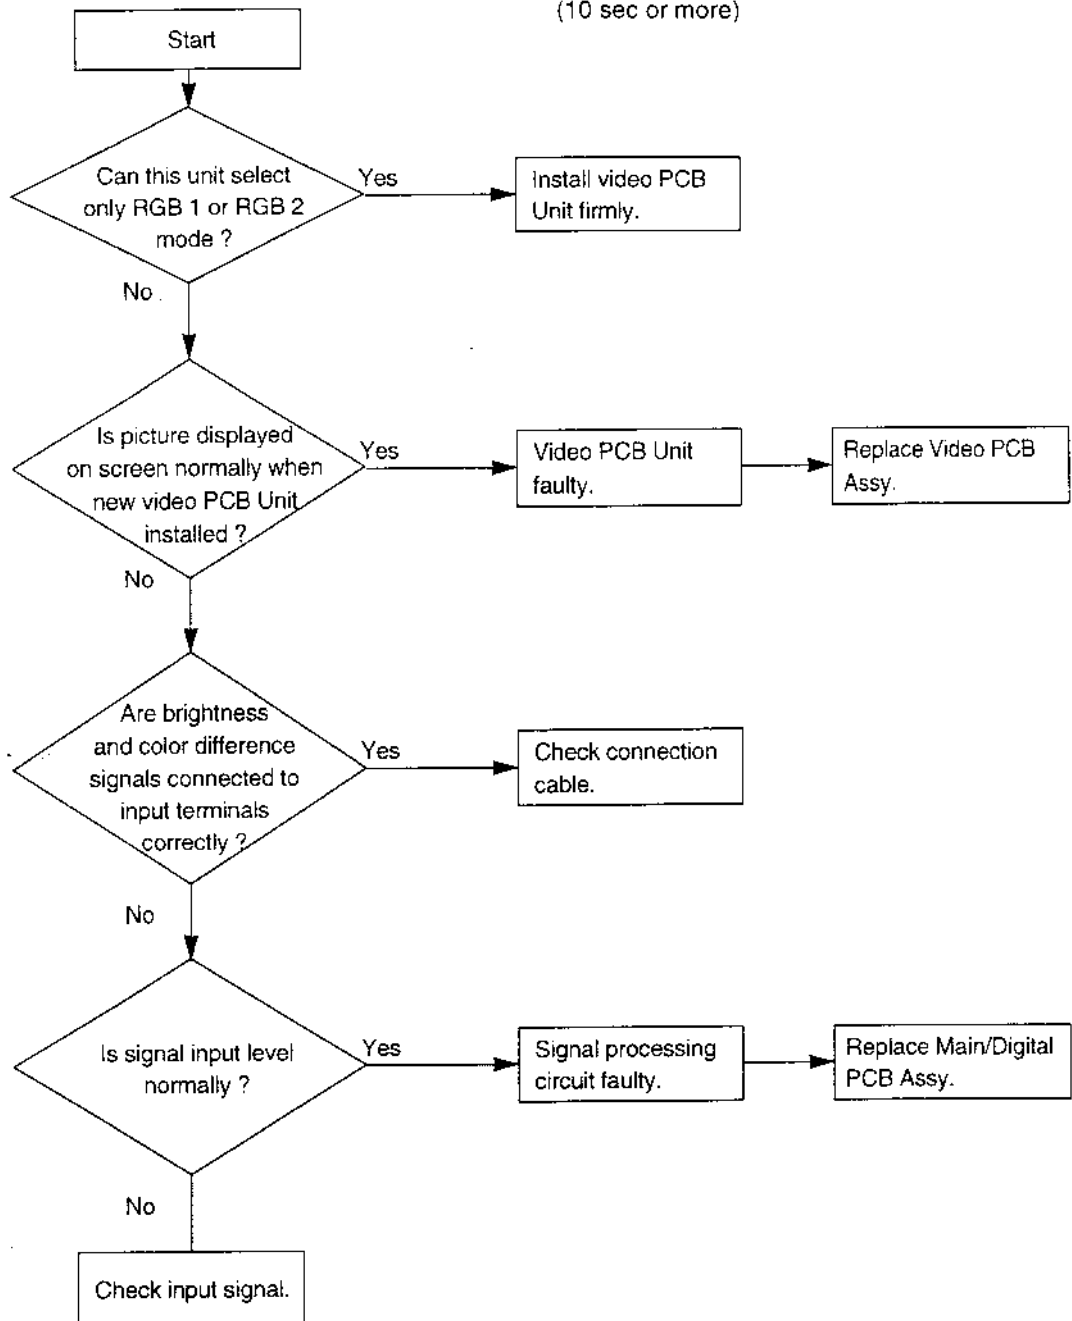 (10 sec or more)
Start
Can this unit select
only RGB 1 or RGB 2
mode ?
Yes
Install video PCB
Unit firmly.
No
Is picture displayed
on screen normally when
new video PCB Unit
installed ?
Yes
Video PCB Unit
faulty.
Replace Video PCB
Assy.
No
Are brightness
and color difference
signals connected to
input terminals
correctly ?
Yes
Check connection
cable.
No
Is signal input level
normally ?
Yes
Signal processing
circuit faulty.
Replace Main/Digital
PCB Assy.
No
Check input signal.